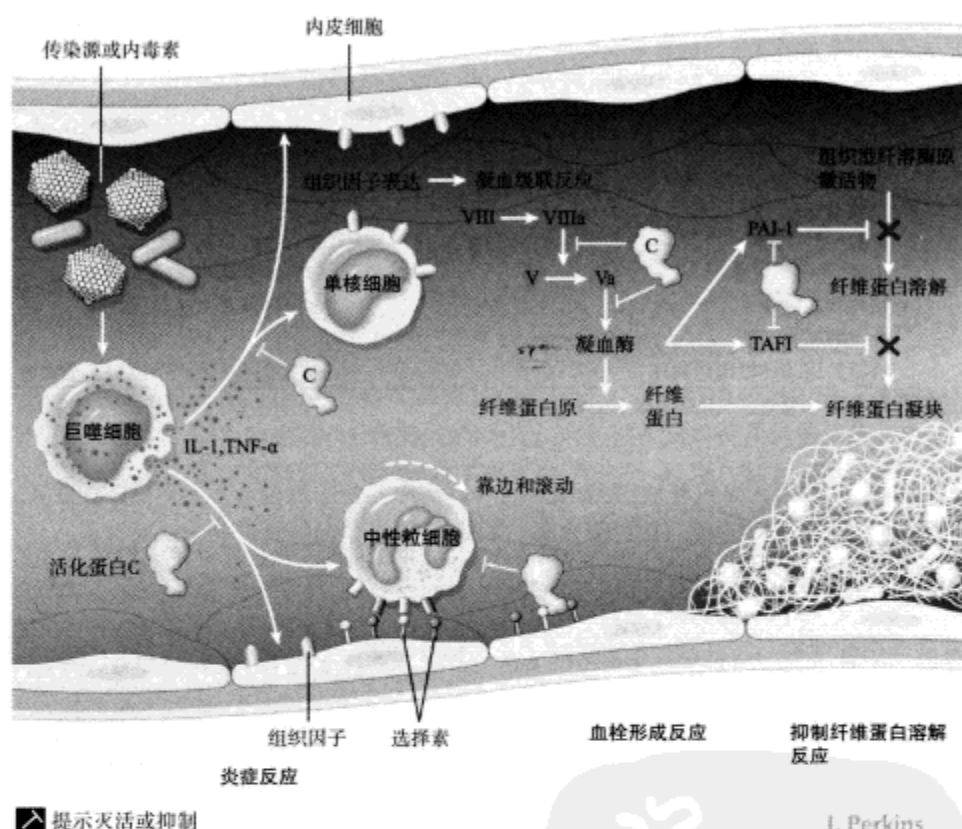 内皮细胞
传染源或内毒素
组织型纤溶酶原
激活物
组织因子表达
凝血级联反应
VIII
VIIIa
PAI-1
C
单核细胞
V
Va
纤维蛋白溶解
凝血酶
TAFI
C
纤维蛋白原
纤维
蛋白
纤维蛋白凝块
巨噬细胞
IL-1,TNF-α
靠边和滚动
中性粒细胞
活化蛋白C
组织因子
选择素
血栓形成反应
抑制纤维蛋白溶解
反应
炎症反应
提示灭活或抑制
J. Perkins